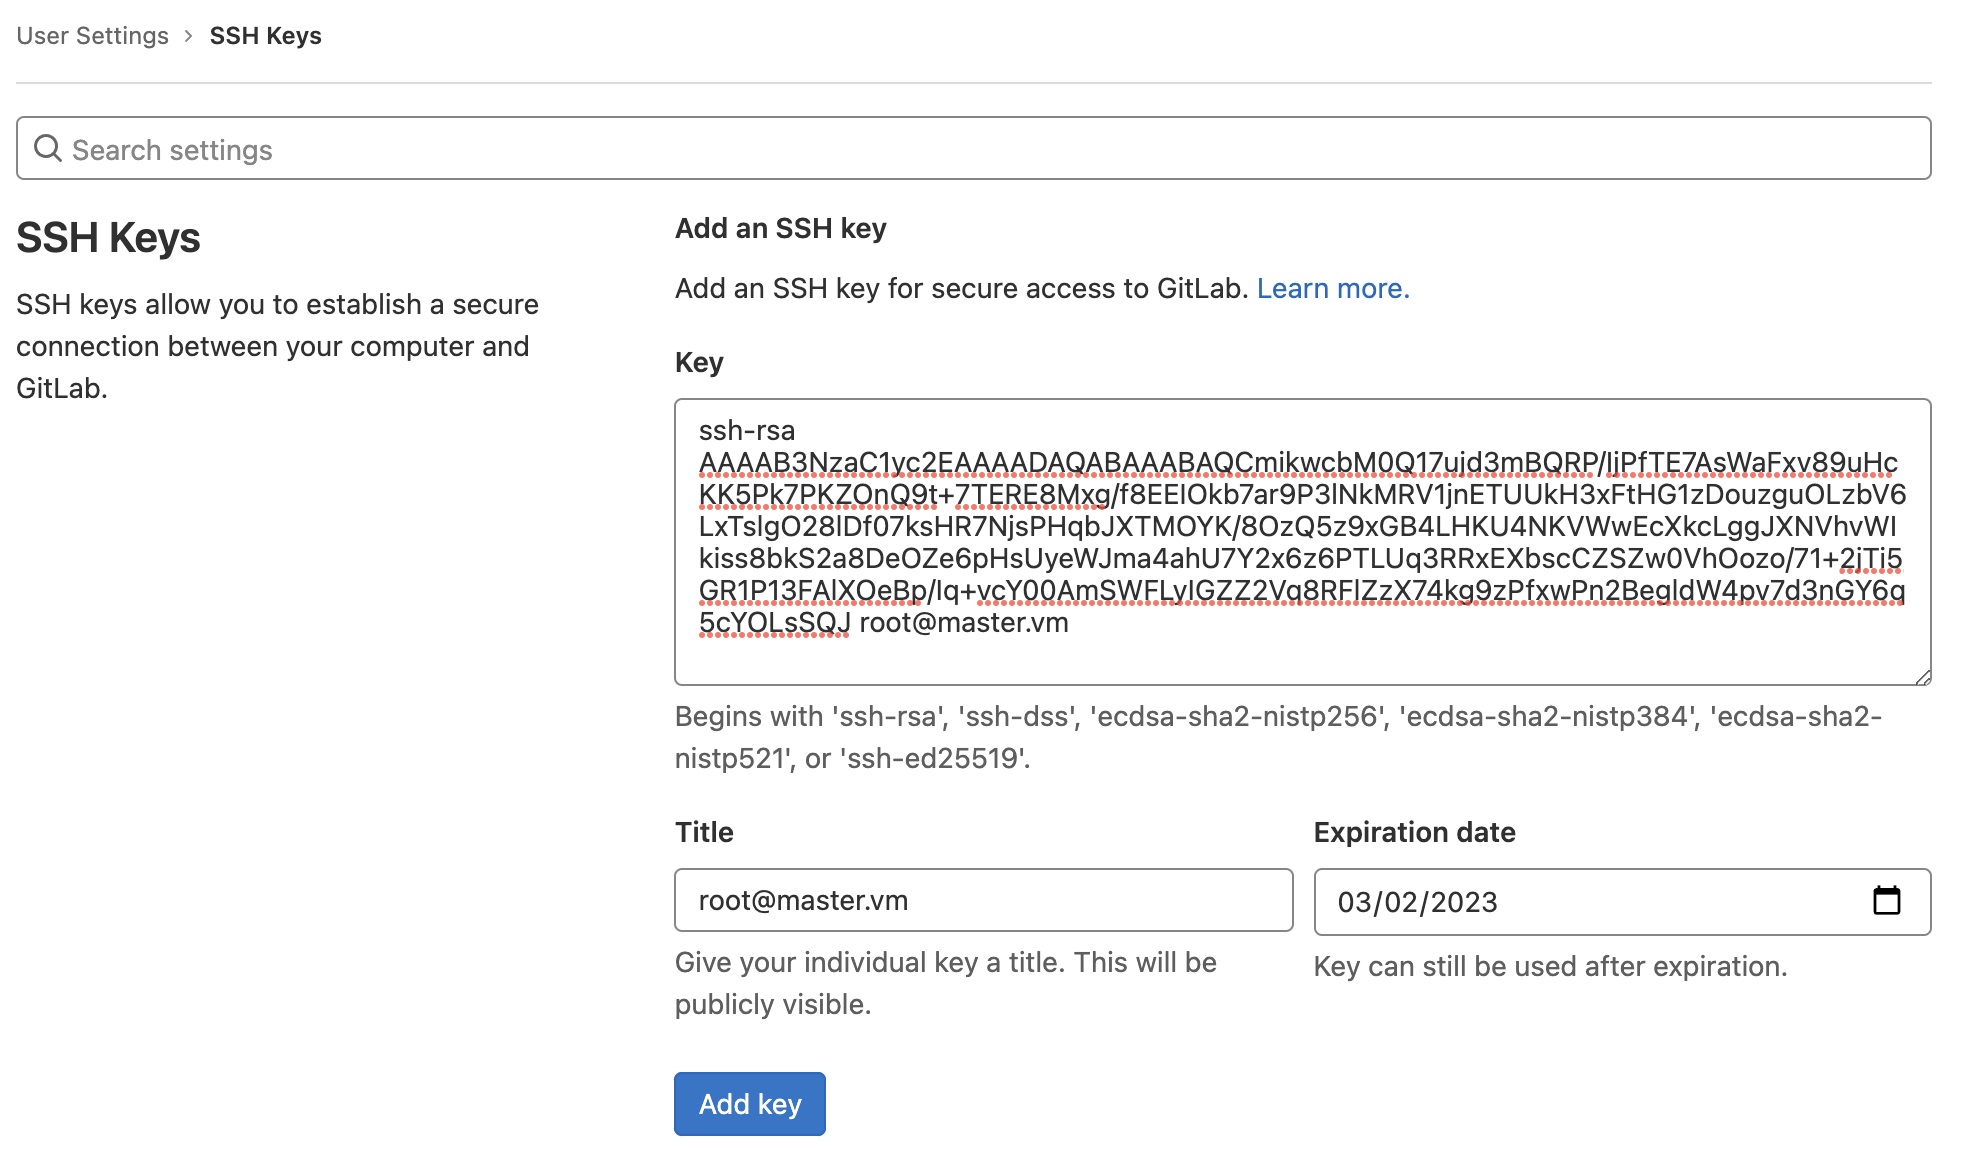 User Settings › SSH Keys
Search settings
SSH Keys
SSH keys allow you to establish a secure
connection between your computer and
GitLab.
Add an SSH key
Add an SSH key for secure access to GitLab. Learn more.
Key
ssh-rsa
AAAAB3NzaC1yc2EAAAADAQABAAABAQCmikwcbM0Q17uid3mBQRP/ljPfTE7AsWaFxv89uHc
KK5Pk7PKZOnQ9t+7TERE8Mxg/f8EEIOkb7ar9P3lNkMRV1jnETUUkH3xFtHG1zDouzguOLzbV6
LxTslgO28lDf07ksHR7NjsPHqbJXTMOYK/8OzQ5z9xGB4LHKU4NKVWwEcXkcLggJXNVhvWI
kiss8bkS2a8DeOZe6pHsUyeWJma4ahU7Y2x6z6PTLUq3RRxEXbscCZSZw0VhOozo/71+2jTi5
GR1P13FAlXOeBp/Iq+vcY00AmSWFLyIGZZ2Vq8RFlZzX74kg9zPfxwPn2BegldW4pv7d3nGY6q
5cYOLsSQJ root@master.vm
Begins with 'ssh-rsa', 'ssh-dss', 'ecdsa-sha2-nistp256', 'ecdsa-sha2-nistp384', 'ecdsa-sha2-
nistp521', or 'ssh-ed25519'.
Title
root@master.vm
Give your individual key a title. This will be
publicly visible.
Expiration date
03/02/2023
Key can still be used after expiration.
Add key